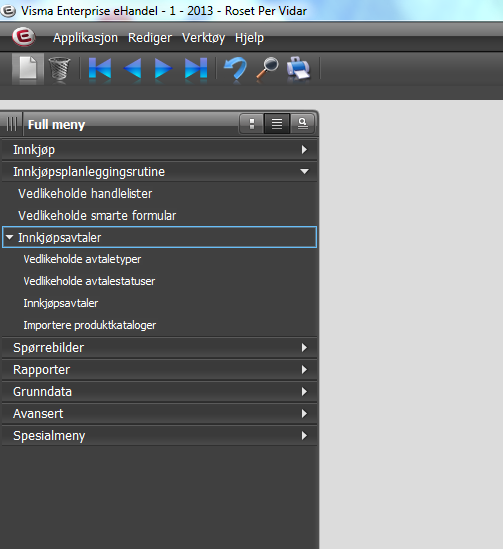 Visma Enterprise eHandel - 1 - 2013 - Roset Per Vidar
Applikasjon Rediger Verktøy Hjelp
Full meny
Innkjøp
Innkjøpsplanleggingsrutine
Vedlikeholde handlelister
Vedlikeholde smarte formular
Innkjøpsavtaler
Vedlikeholde avtaletyper
Vedlikeholde avtalestatuser
Innkjøpsavtaler
Importere produktkataloger
Spørrebilder
Rapporter
Grunndata
Avansert
Spesialmeny